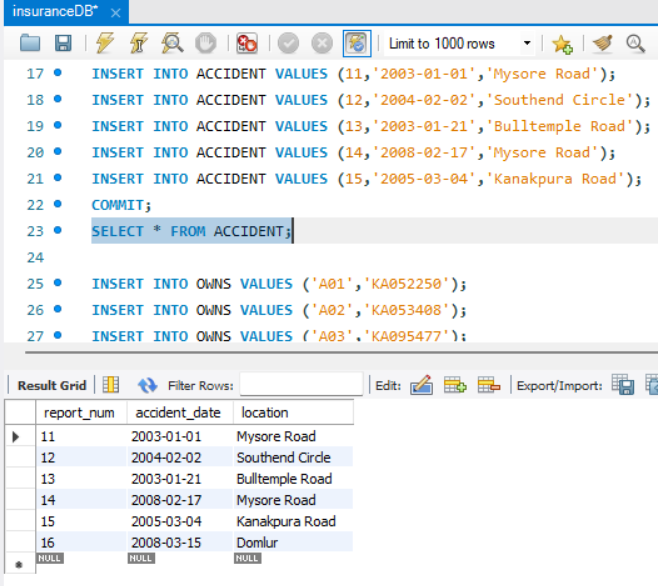 insuranceDB* ×
Limit to 1000 rows
17 INSERT INTO ACCIDENT VALUES (11,'2003-01-01','Mysore Road');
18 INSERT INTO ACCIDENT VALUES (12,'2004-02-02','Southend Circle');
19 INSERT INTO ACCIDENT VALUES (13,'2003-01-21','Bulltemple Road');
20 INSERT INTO ACCIDENT VALUES (14,'2008-02-17','Mysore Road');
21 INSERT INTO ACCIDENT VALUES (15,'2005-03-04','Kanakpura Road');
22 COMMIT;
23 SELECT * FROM ACCIDENT;
24
25 INSERT INTO OWNS VALUES ('A01','KA052250');
26 INSERT INTO OWNS VALUES ('A02','KA053408');
27 INSERT INTO OWNS VALUES ('A03','KA095477');
Result Grid Filter Rows: Edit: Export/Import:
report_num accident_date location
11 2003-01-01 Mysore Road
12 2004-02-02 Southend Circle
13 2003-01-21 Bulltemple Road
14 2008-02-17 Mysore Road
15 2005-03-04 Kanakpura Road
16 2008-03-15 Domlur
NULL NULL NULL